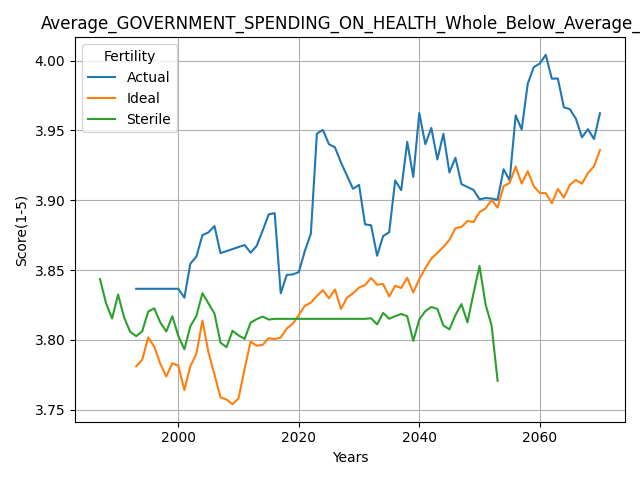 Average_GOVERNMENT_SPENDING_ON_HEALTH_Whole_Below_Average_
Fertility
Actual
Ideal
Sterile
Score(1-5)
4.00
3.95
3.90
3.85
3.80
3.75
2000 2020 2040 2060
Years